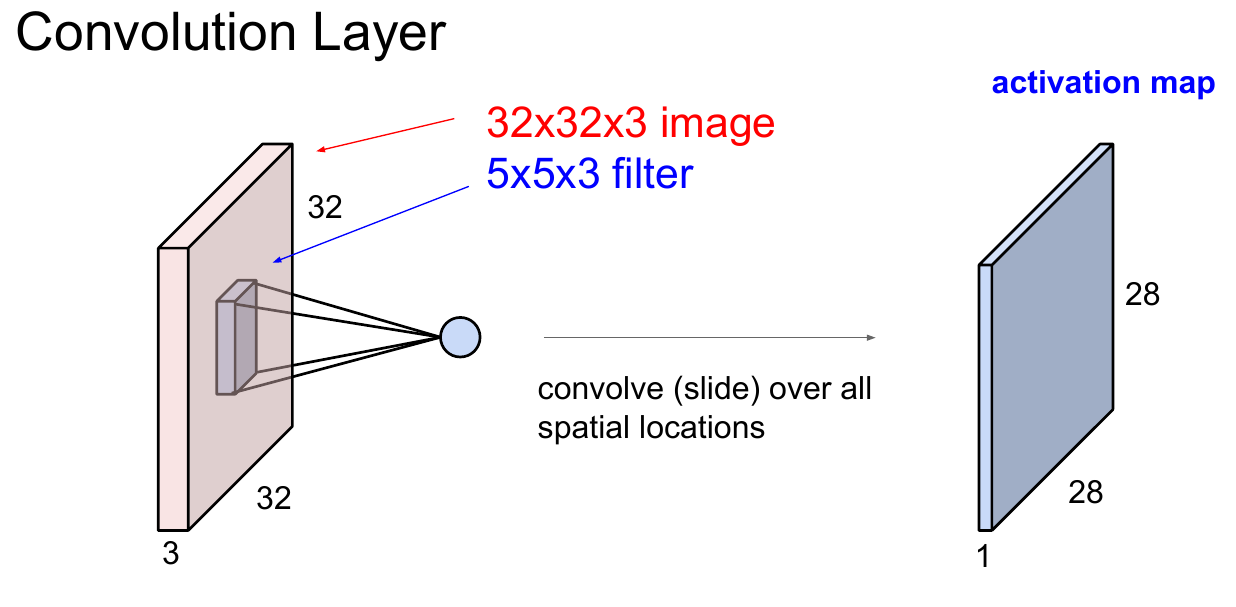 Convolution Layer
activation map
32x32x3 image
5x5x3 filter
32
28
convolve (slide) over all
spatial locations
32
28
3
1